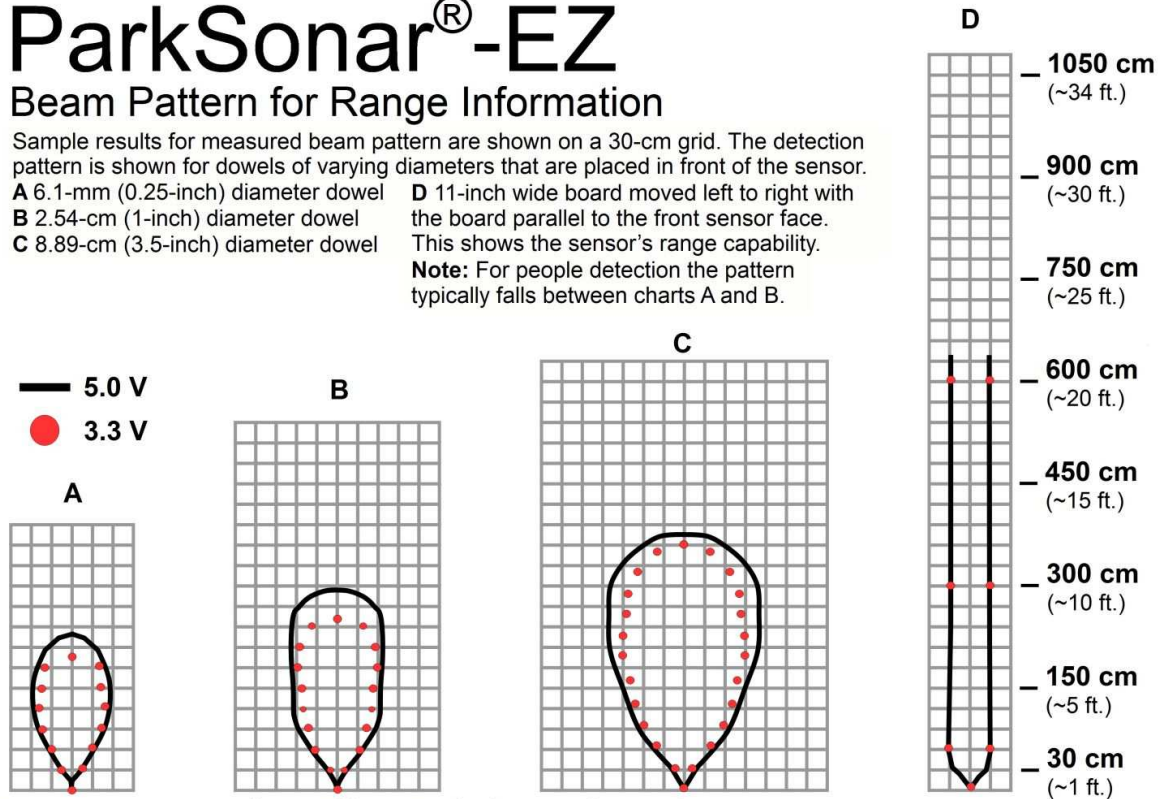 ParkSonar®-EZ
Beam Pattern for Range Information
Sample results for measured beam pattern are shown on a 30-cm grid. The detection
pattern is shown for dowels of varying diameters that are placed in front of the sensor.
A 6.1-mm (0.25-inch) diameter dowel
B 2.54-cm (1-inch) diameter dowel
C 8.89-cm (3.5-inch) diameter dowel
D 11-inch wide board moved left to right with
the board parallel to the front sensor face.
This shows the sensor's range capability.
Note: For people detection the pattern
typically falls between charts A and B.
5.0 V
3.3 V
A
B
C
D
1050 cm
(~34 ft.)
900 cm
(~30 ft.)
750 cm
(~25 ft.)
600 cm
(~20 ft.)
450 cm
(~15 ft.)
300 cm
(~10 ft.)
150 cm
(~5 ft.)
30 cm
(~1 ft.)